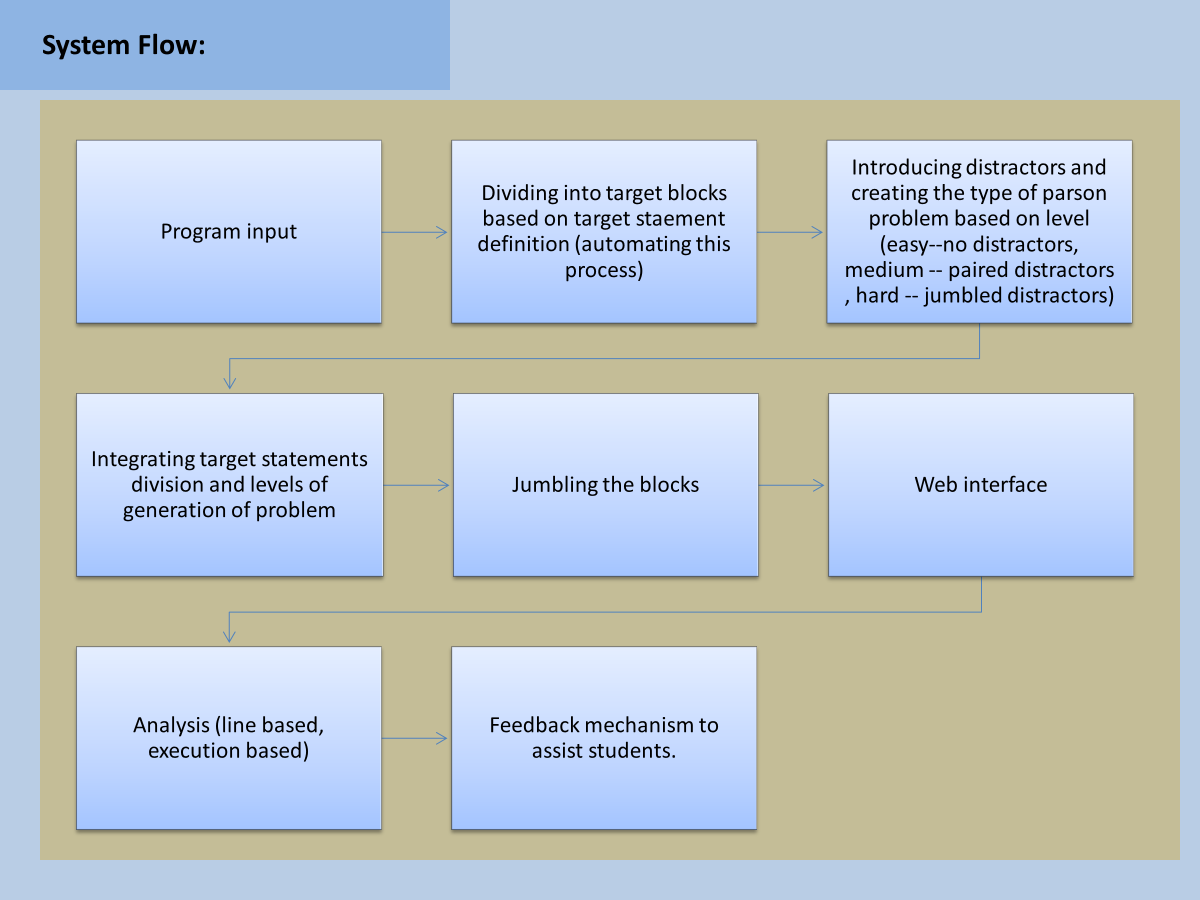 System Flow:
Program input
Dividing into target blocks
based on target staement
definition (automating this
process)
Introducing distractors and
creating the type of parson
problem based on level
(easy--no distractors,
medium -- paired distractors
, hard -- jumbled distractors)
Integrating target statements
division and levels of
generation of problem
Jumbling the blocks
Web interface
Analysis (line based,
execution based)
Feedback mechanism to
assist students.